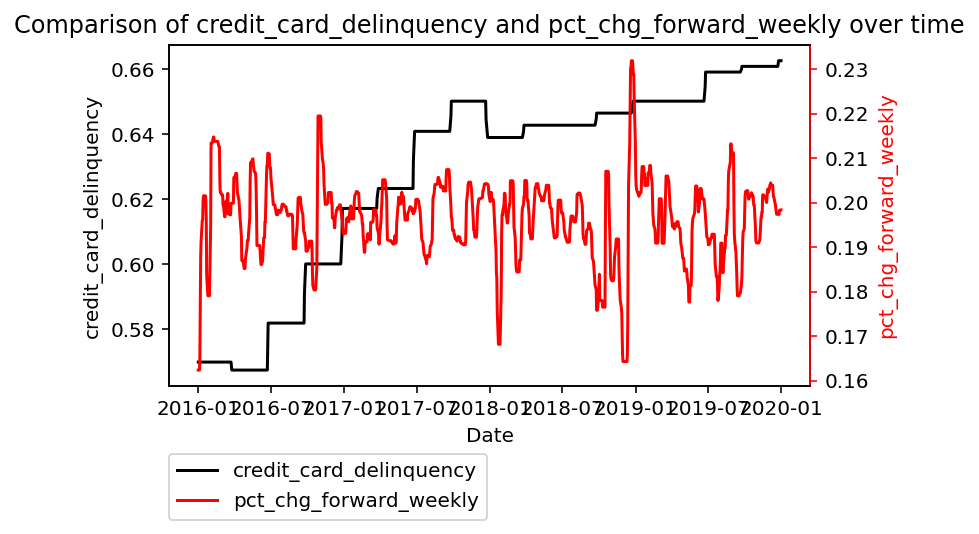 Comparison of credit_card_delinquency and pct_chg_forward_weekly over time
credit_card_delinquency
0.66
0.64
0.62
0.60
0.58
0.23
0.22
0.21
0.20
0.19
0.18
0.17
0.16
pct_chg_forward_weekly
2016-01 2016-07 2017-01 2017-07 2018-01 2018-07 2019-01 2019-07 2020-01
Date
credit_card_delinquency
pct_chg_forward_weekly